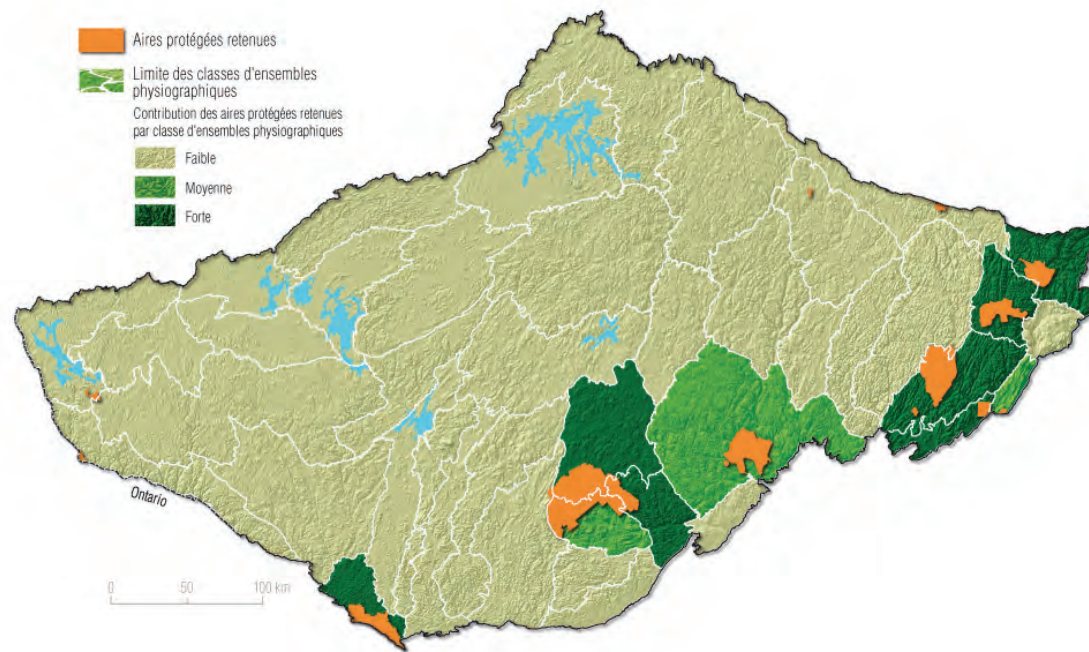 Aires protégées retenues
Limite des classes d'ensembles
physiographiques
Contribution des aires protégées retenues
par classe d'ensembles physiographiques
Faible
Moyenne
Forte
Ontario
0 50 100 km